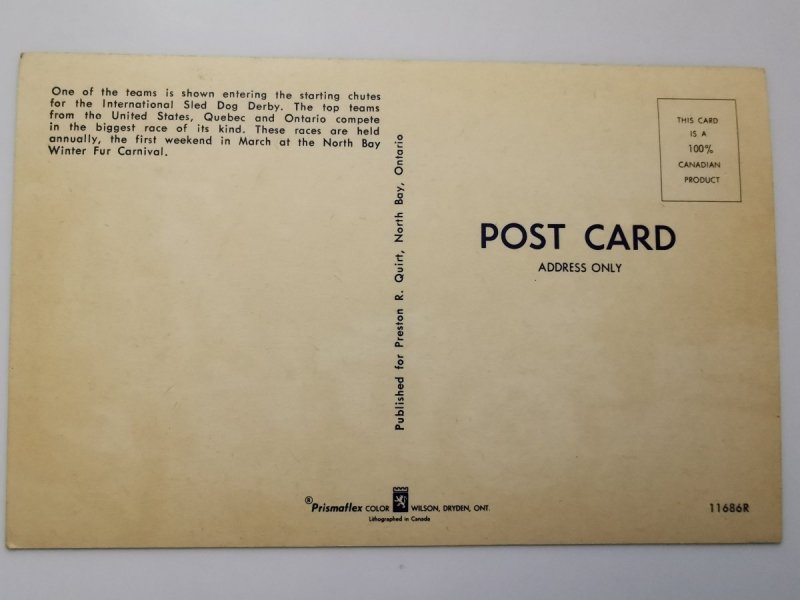 One of the teams is shown entering the starting chutes
for the International Sled Dog Derby. The top teams
from the United States, Quebec and Ontario compete
in the biggest race of its kind. These races are held
annually, the first weekend in March at the North Bay
Winter Fur Carnival.
Published for Preston R. Quirt, North Bay, Ontario
THIS CARD
IS A
100%
CANADIAN
PRODUCT
POST CARD
ADDRESS ONLY
® Prismaflex COLOR WILSON, DRYDEN, ONT.
Lithographed in Canada
11686R